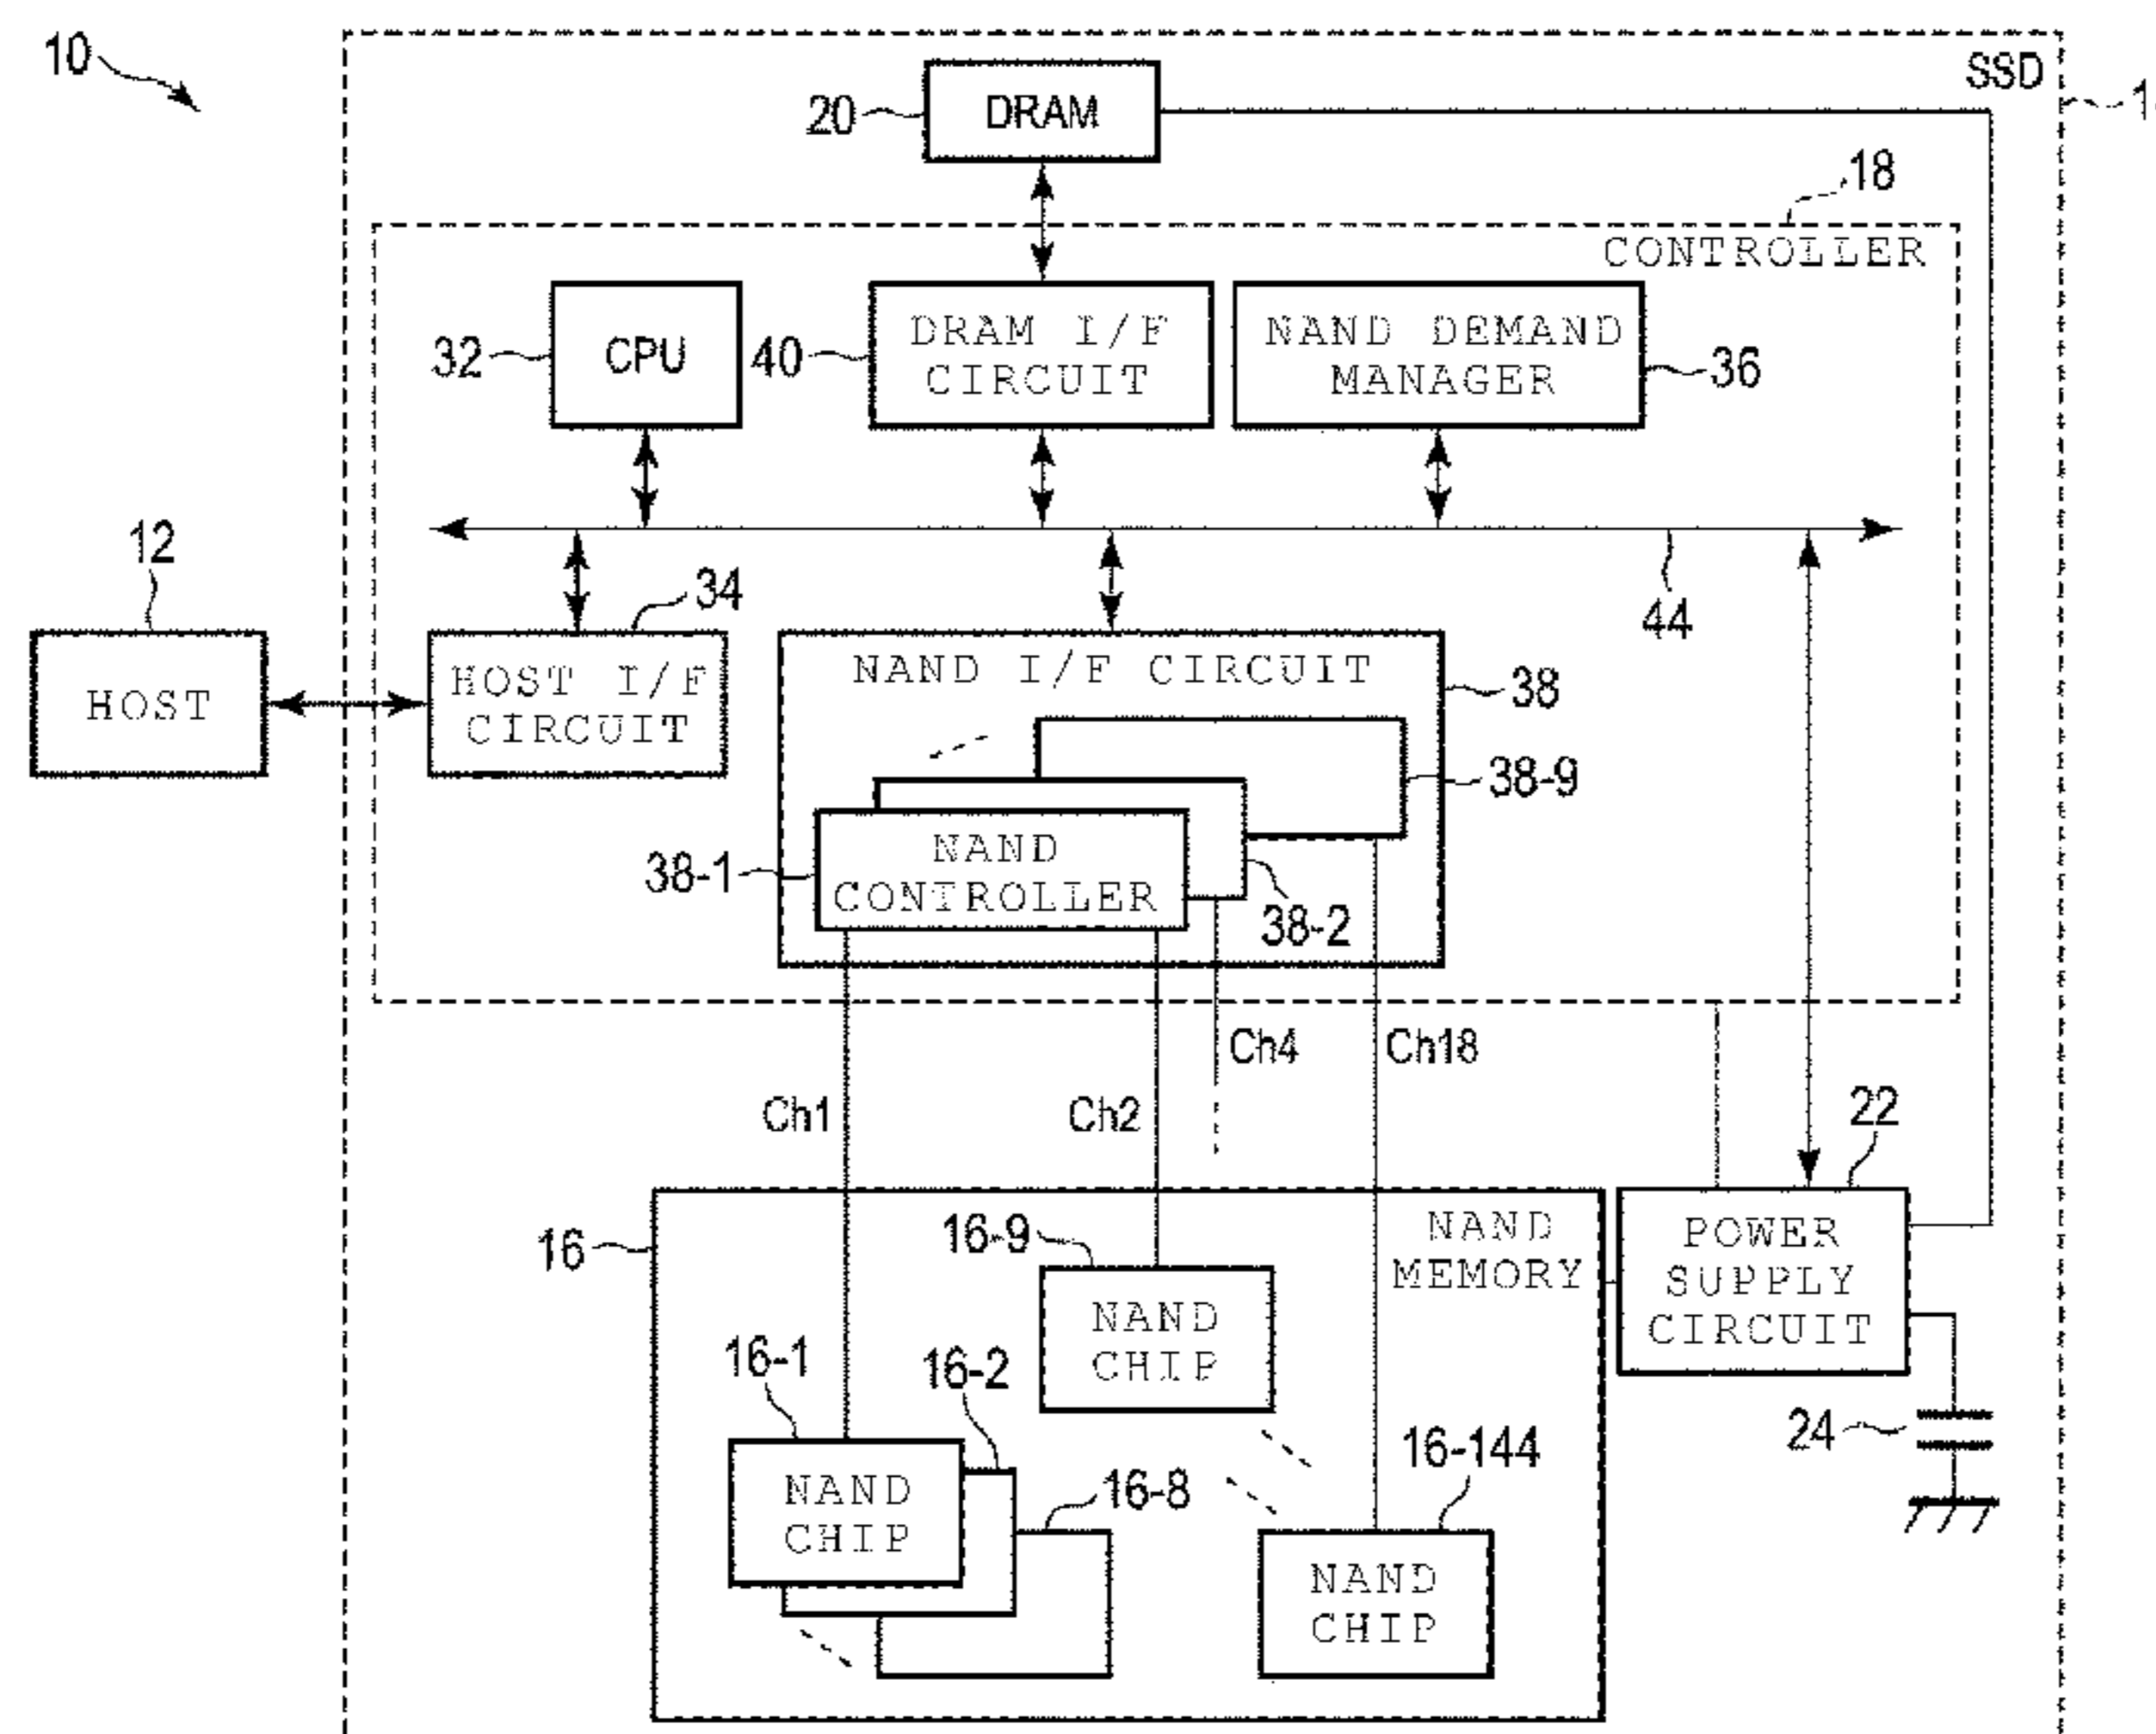 10
SSD
1
20
DRAM
18
CONTROLLER
32
CPU
40
DRAM I/F
CIRCUIT
NAND DEMAND
MANAGER
36
12
34
44
HOST
HOST I/F
CIRCUIT
NAND I/F CIRCUIT
38
38-9
38-1
NAND
CONTROLLER
38-2
Ch4
Ch18
Ch1
Ch2
22
16
16-9
NAND
MEMORY
POWER
SUPPLY
CIRCUIT
NAND
CHIP
16-1
16-2
24
16-144
16-8
NAND
CHIP
NAND
CHIP